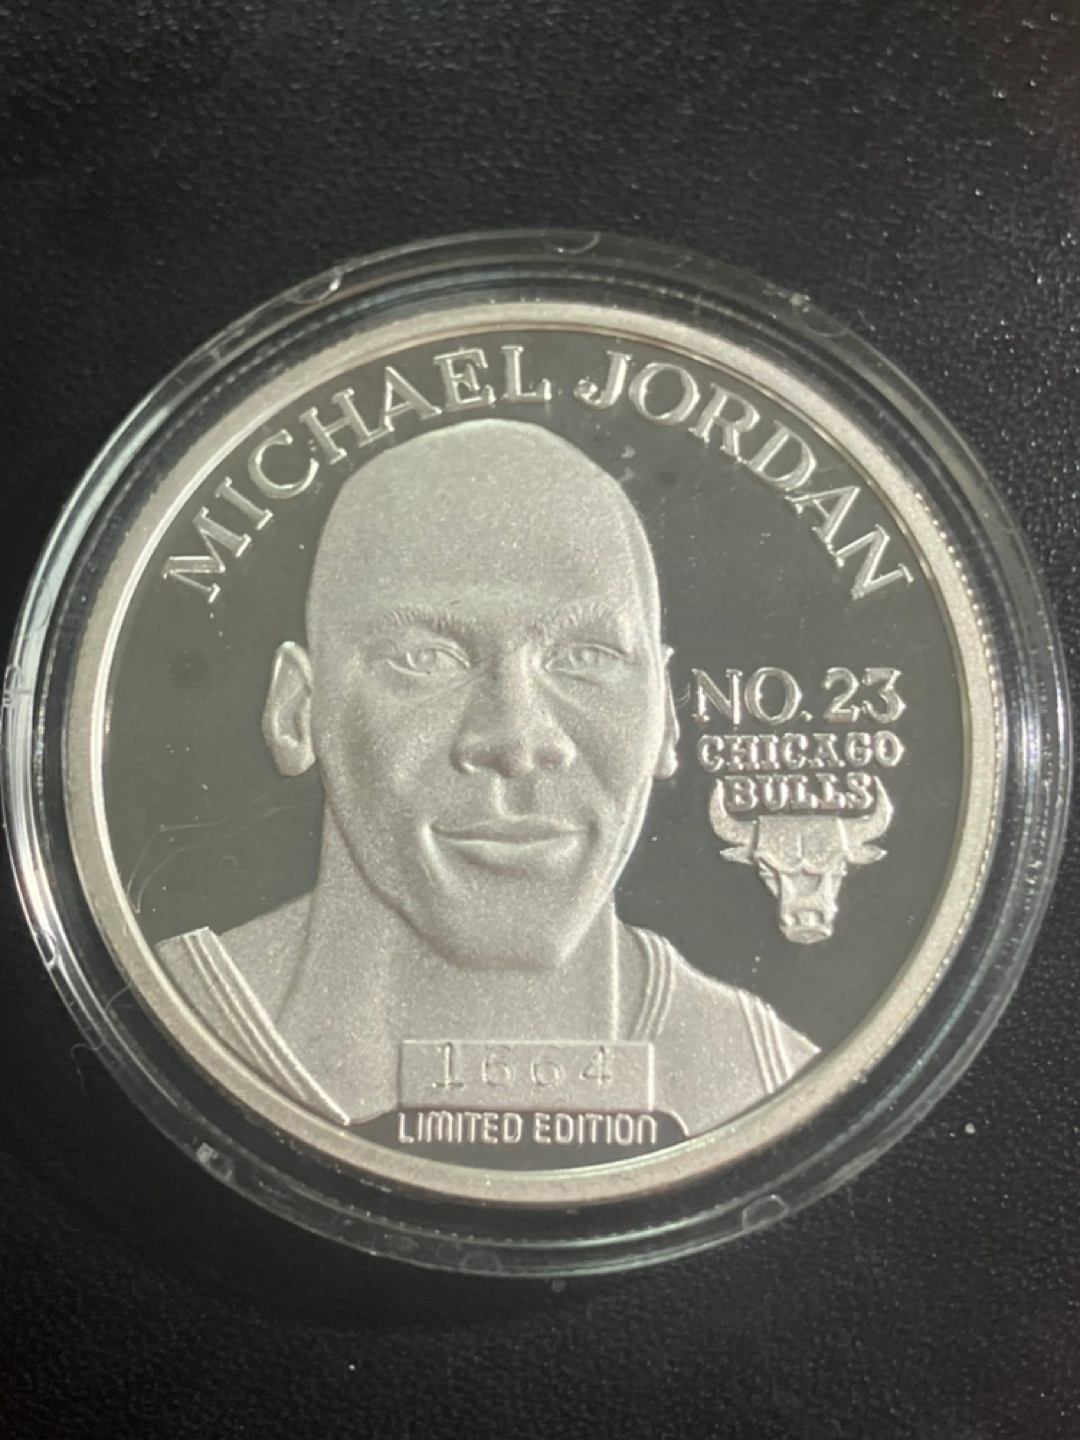 MICHAEL JORDAN
NO. 23
CHICAGO
BULLS
1664
LIMITED EDITION